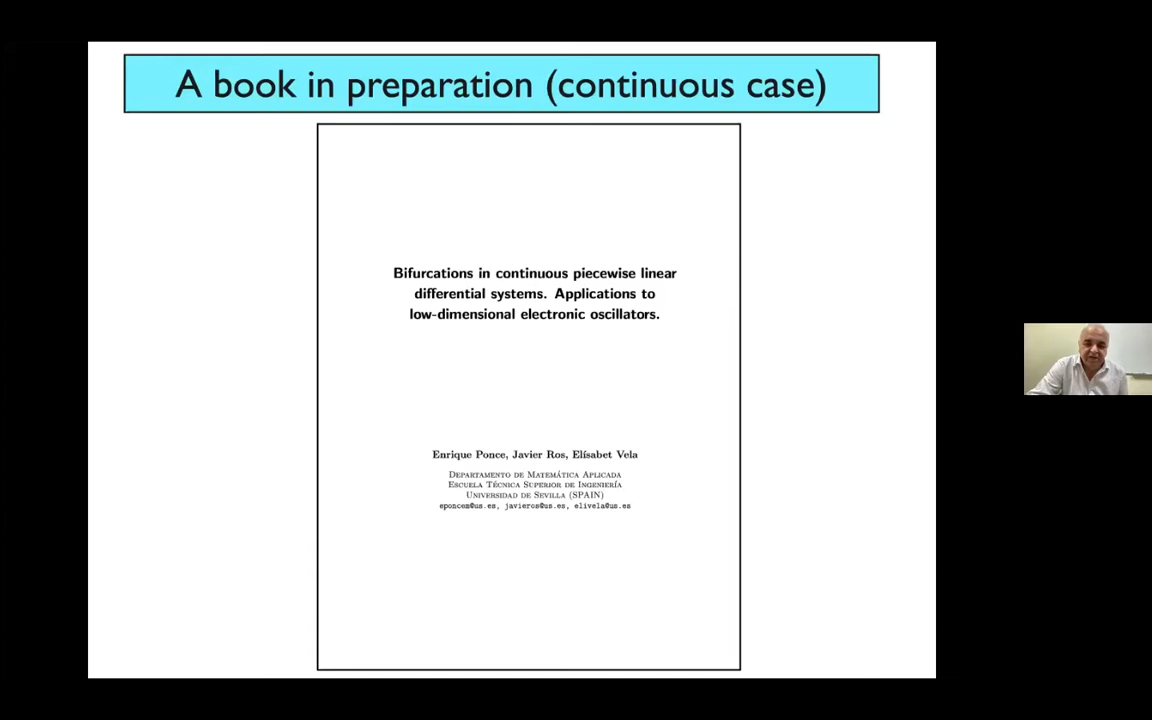 A book in preparation (continuous case)
Bifurcations in continuous piecewise linear
differential systems. Applications to
low-dimensional electronic oscillators.
Enrique Ponce, Javier Ros, Elísabet Vela
Departamento de Matemática Aplicada
Escuela Técnica Superior de Ingeniería
Universidad de Sevilla (SPAIN)
eponcem@us.es, javieros@us.es, elivela@us.es